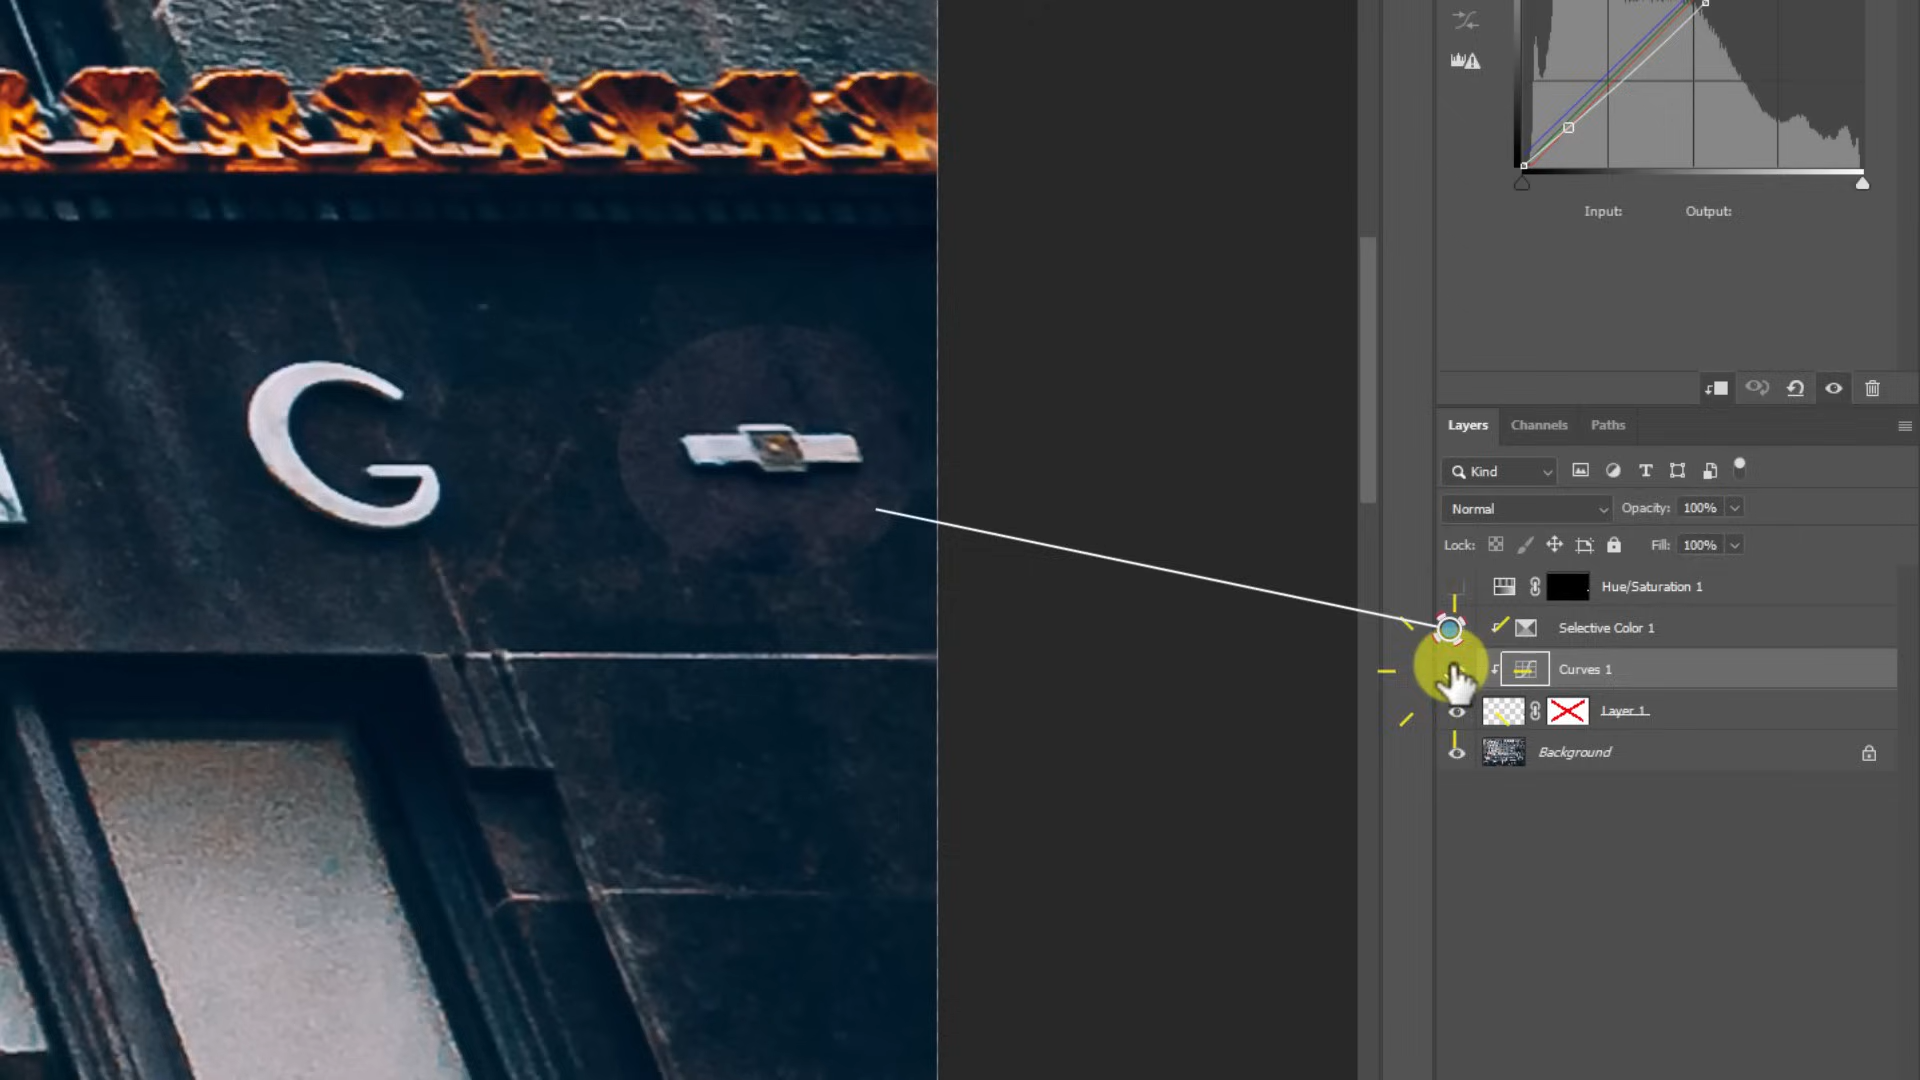 G
Input: Output:
Layers Channels Paths
Kind
Normal Opacity: 100%
Lock: Fill: 100%
Hue/Saturation 1
Selective Color 1
Curves 1
Layer 1
Background